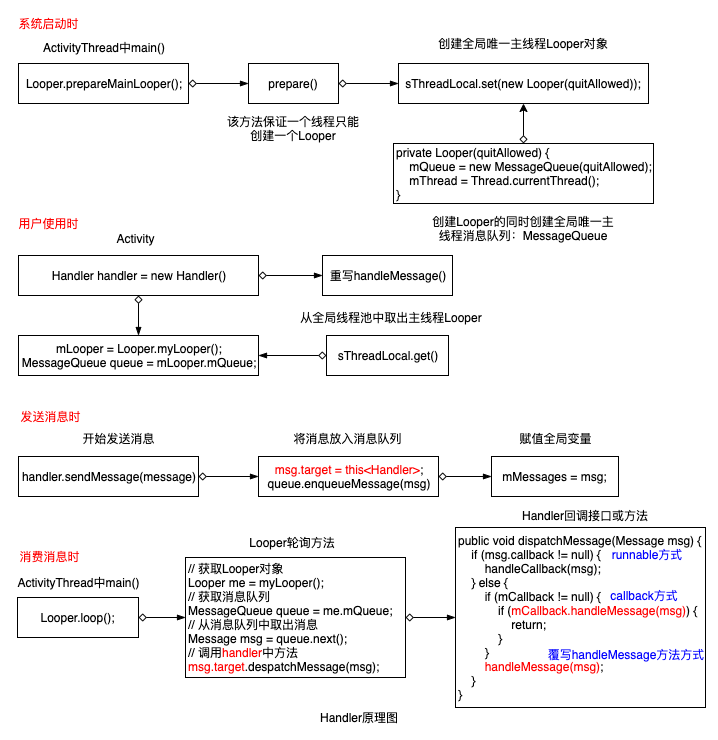 系统启动时
ActivityThread中main()
创建全局唯一主线程Looper对象
Looper.prepareMainLooper();
prepare()
sThreadLocal.set(new Looper(quitAllowed));
该方法保证一个线程只能
创建一个Looper
private Looper(quitAllowed) {
mQueue = new MessageQueue(quitAllowed);
mThread = Thread.currentThread();
}
创建Looper的同时创建全局唯一主
线程消息队列：MessageQueue
用户使用时
Activity
Handler handler = new Handler()
重写handleMessage()
从全局线程池中取出主线程Looper
mLooper = Looper.myLooper();
MessageQueue queue = mLooper.mQueue;
sThreadLocal.get()
发送消息时
开始发送消息
将消息放入消息队列
赋值全局变量
handler.sendMessage(message)
msg.target = this<Handler>;
queue.enqueueMessage(msg)
mMessages = msg;
消费消息时
ActivityThread中main()
Looper.loop();
Looper轮询方法
// 获取Looper对象
Looper me = myLooper();
// 获取消息队列
MessageQueue queue = me.mQueue;
// 从消息队列中取出消息
Message msg = queue.next();
// 调用handler中方法
msg.target.despatchMessage(msg);
Handler回调接口或方法
public void dispatchMessage(Message msg) {
if (msg.callback != null) { runnable方式
handleCallback(msg);
} else {
if (mCallback != null) { callback方式
if (mCallback.handleMessage(msg)) {
return;
}
} 覆写handleMessage方法方式
handleMessage(msg);
}
}
Handler原理图